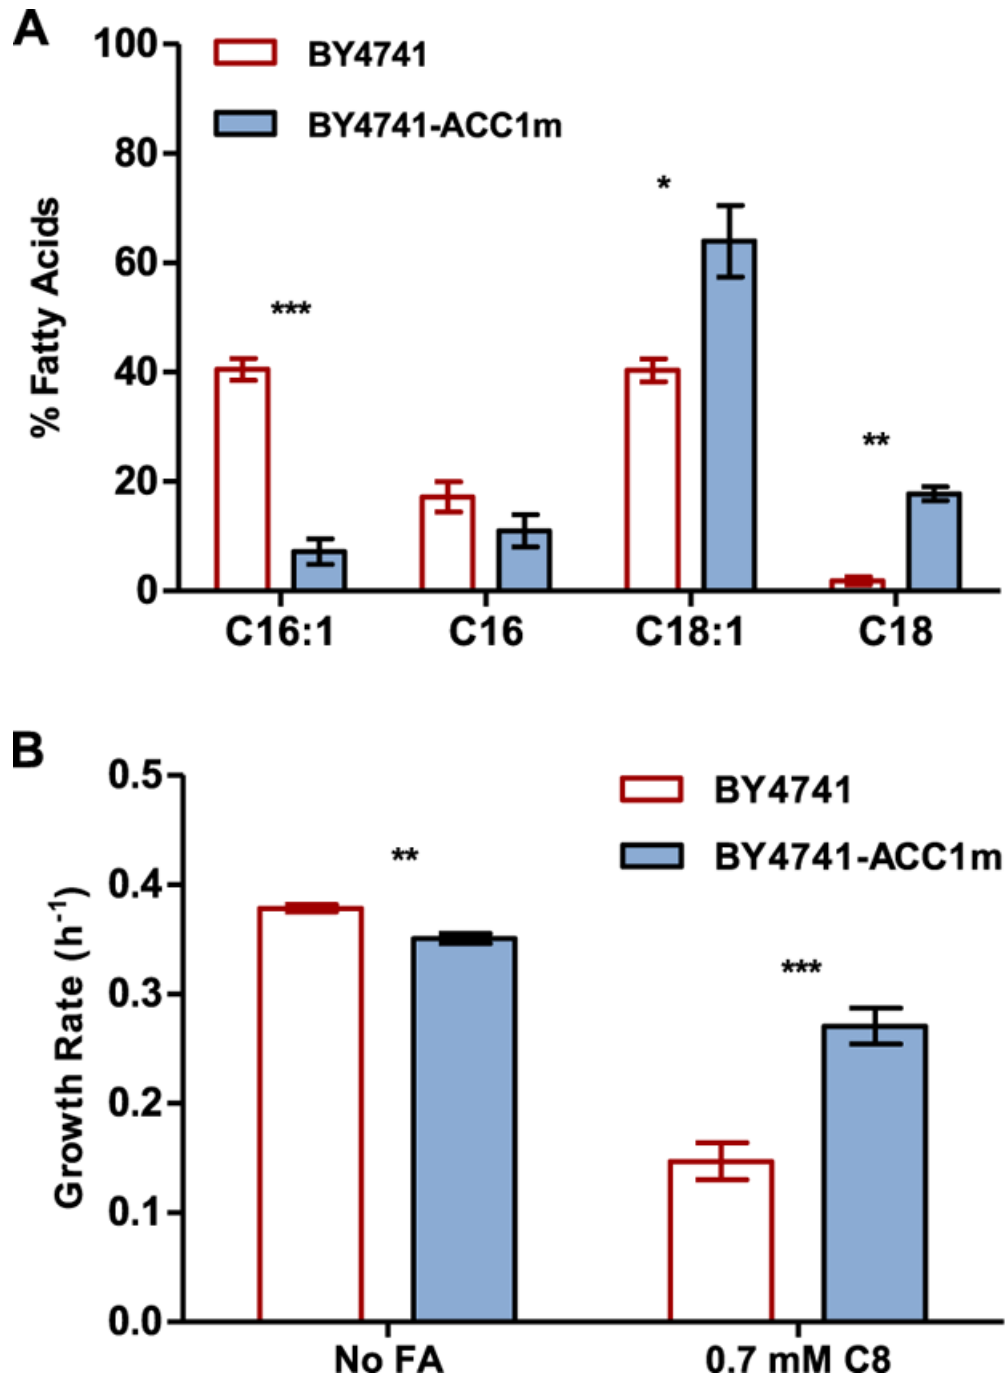 A
BY4741
BY4741-ACC1m
% Fatty Acids
100
80
60
40
20
0
*
***
**
C16:1 C16 C18:1 C18
B
BY4741
BY4741-ACC1m
Growth Rate (h-1)
0.5
0.4
0.3
0.2
0.1
0.0
**
***
No FA 0.7 mM C8